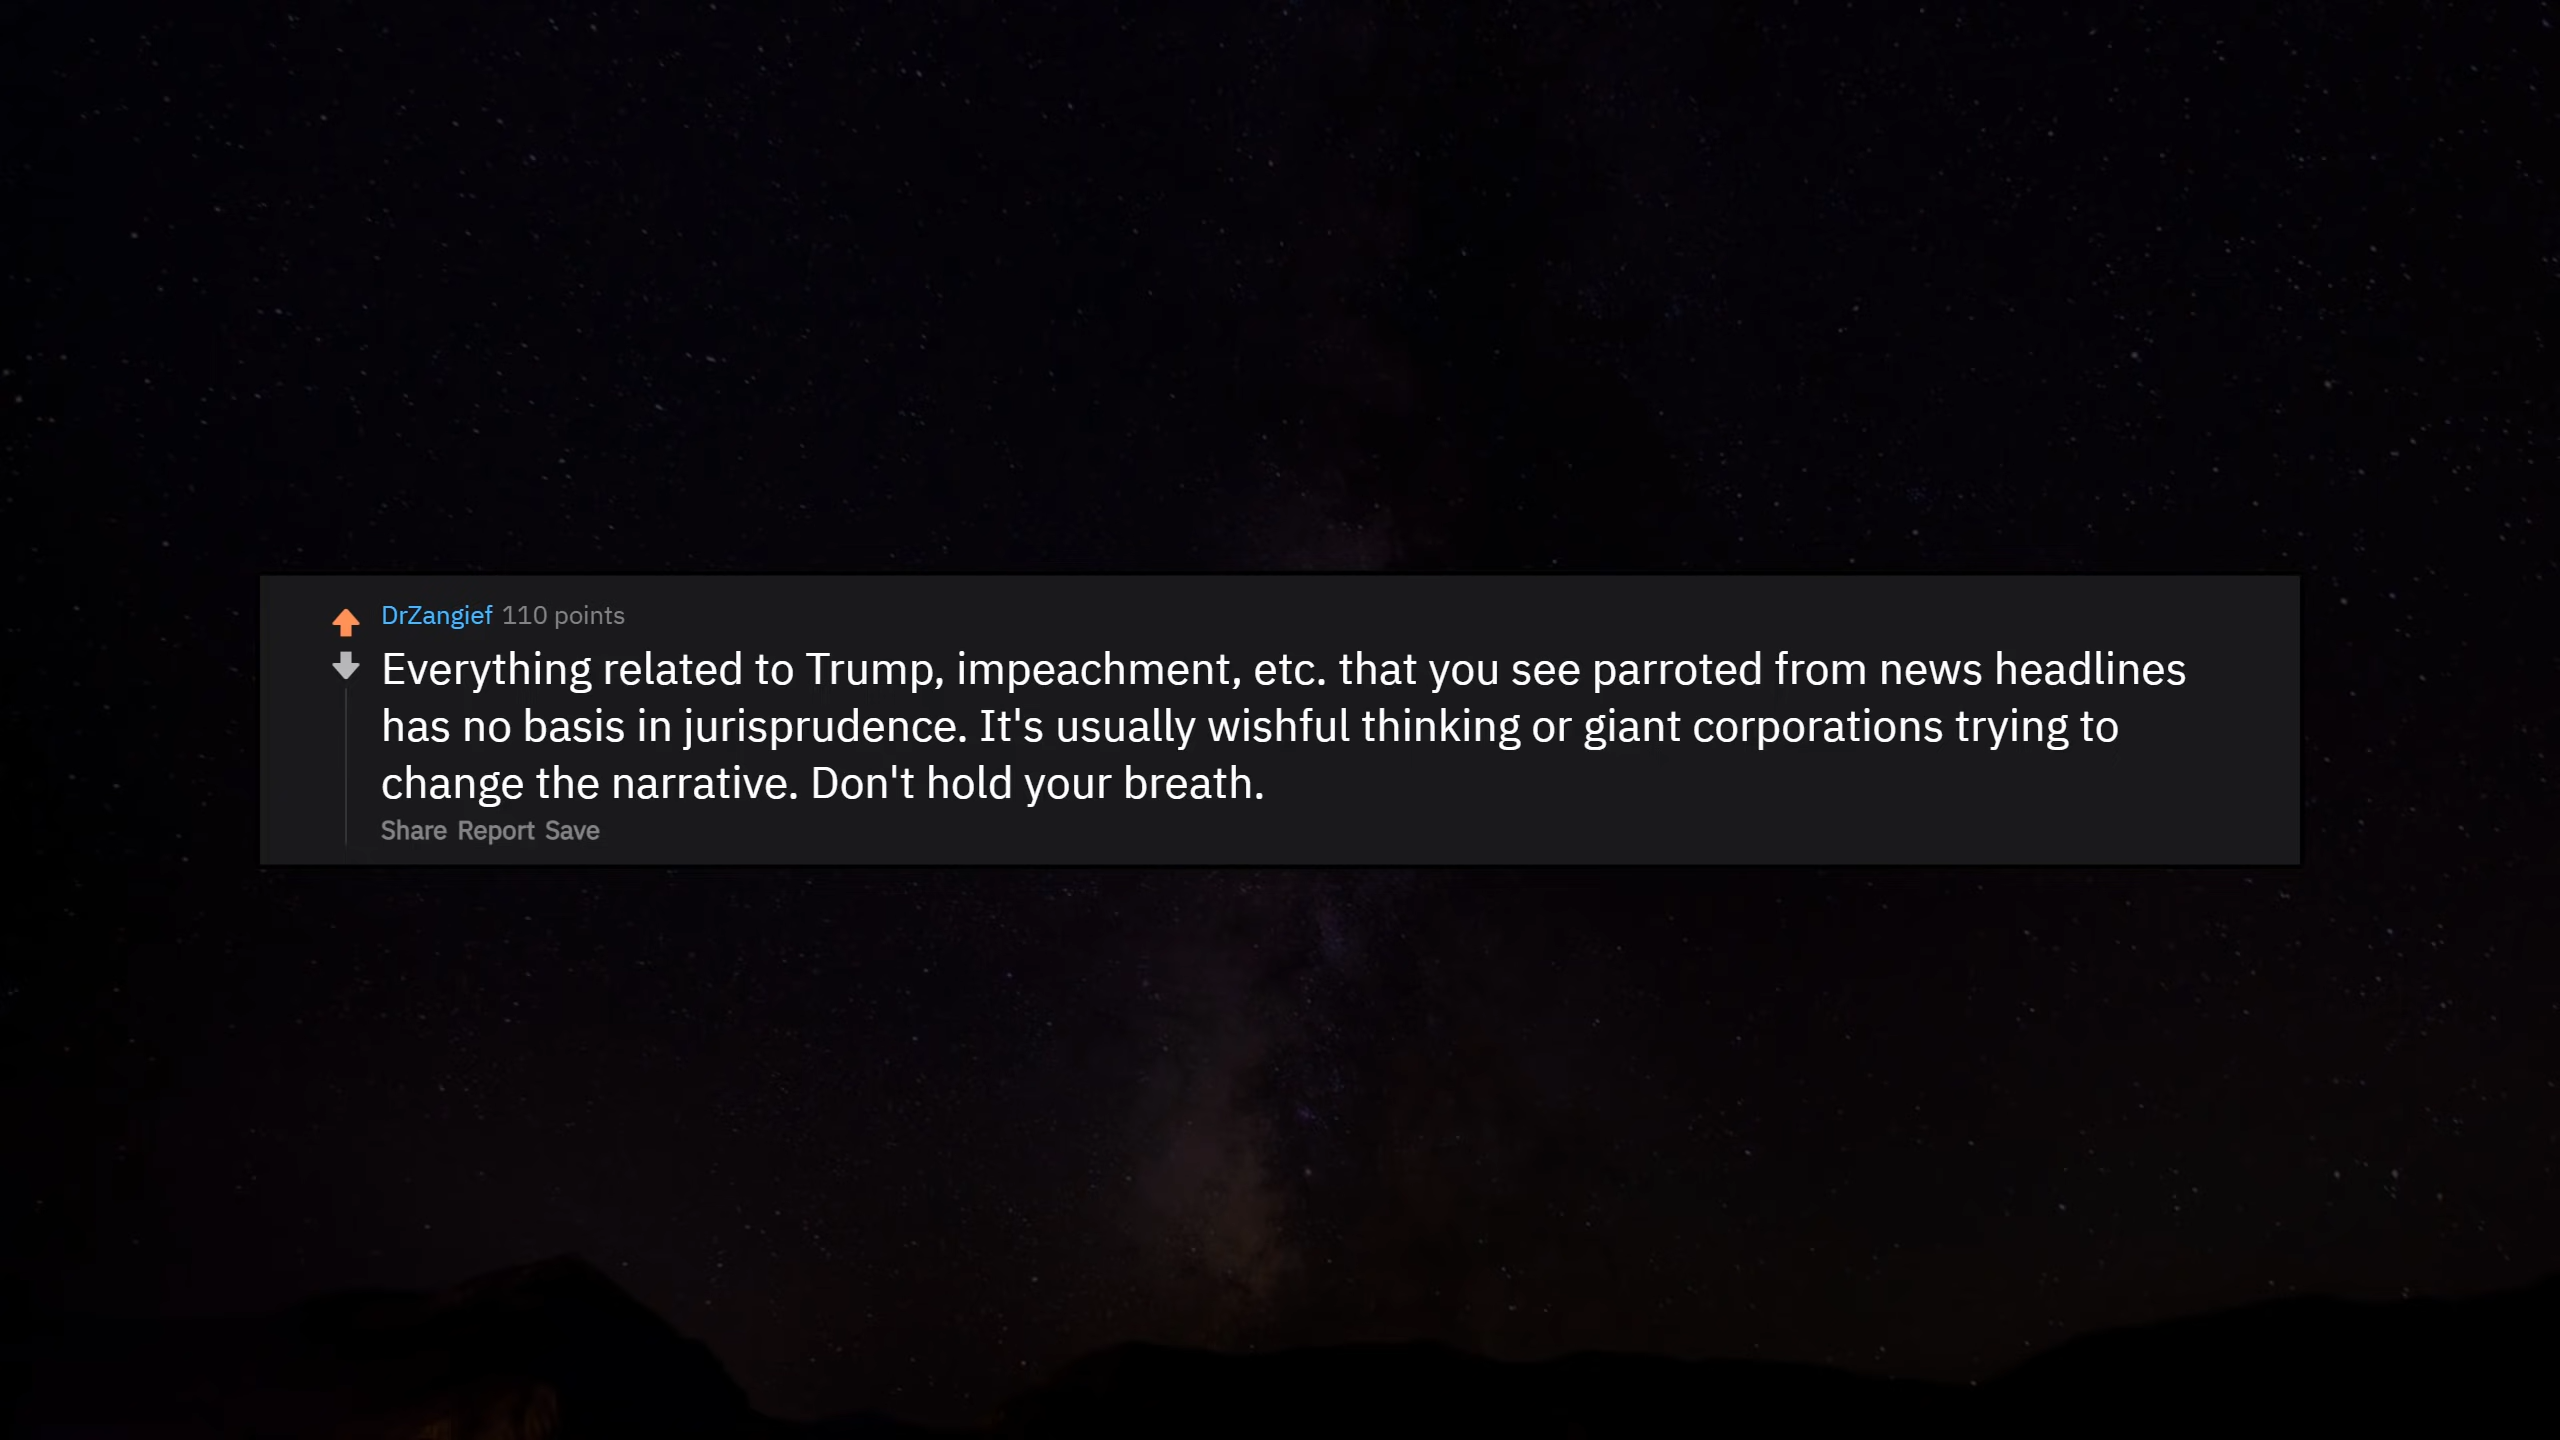 DrZangief 110 points
Everything related to Trump, impeachment, etc. that you see parroted from news headlines
has no basis in jurisprudence. It's usually wishful thinking or giant corporations trying to
change the narrative. Don't hold your breath.
Share Report Save